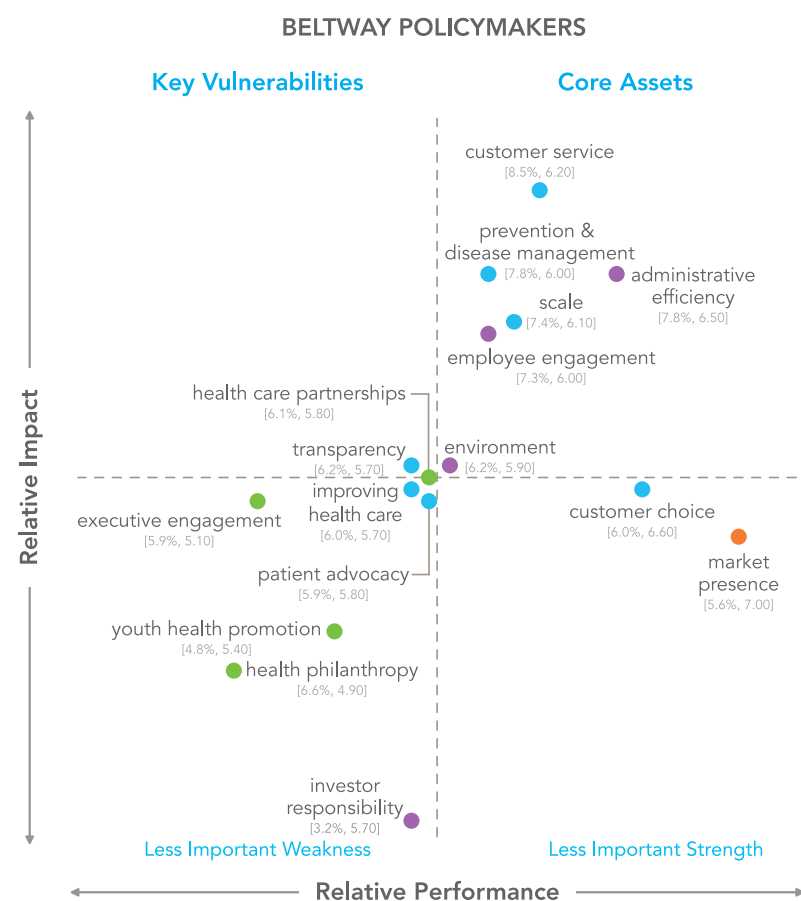 BELTWAY POLICYMAKERS
Key Vulnerabilities
Core Assets
Relative Impact
customer service
[8.5%, 6.20]
prevention &
disease management
[7.8%, 6.00]
administrative
efficiency
[7.8%, 6.50]
scale
[7.4%, 6.10]
employee engagement
[7.3%, 6.00]
health care partnerships
[6.1%, 5.80]
transparency
[6.2%, 5.70]
environment
[6.2%, 5.90]
improving
health care
[6.0%, 5.70]
executive engagement
[5.9%, 5.10]
customer choice
[6.0%, 6.60]
market
presence
[5.6%, 7.00]
patient advocacy
[5.9%, 5.80]
youth health promotion
[4.8%, 5.40]
health philanthropy
[6.6%, 4.90]
investor
responsibility
[3.2%, 5.70]
Less Important Weakness
Less Important Strength
Relative Performance